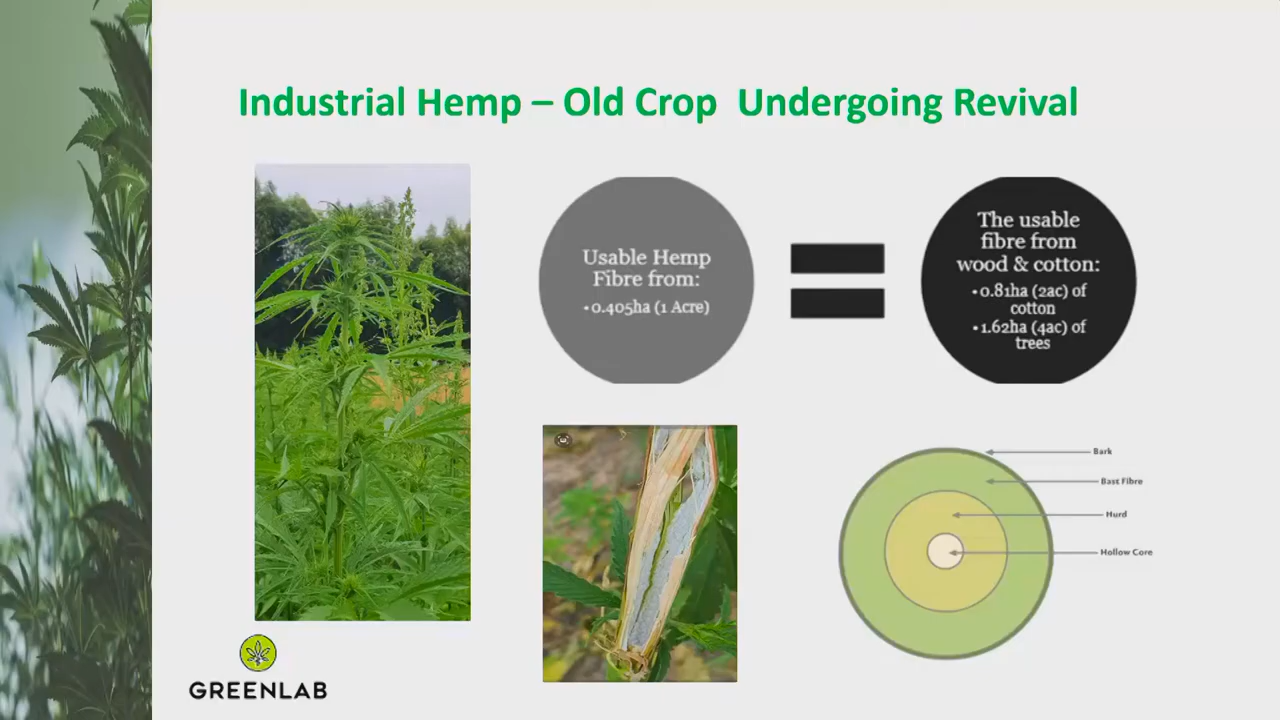 Industrial Hemp – Old Crop  Undergoing Revival
Usable Hemp
Fibre from:
•0.405ha (1 Acre)
The usable
fibre from
wood & cotton:
•0.81ha (2ac) of
cotton
•1.62ha (4ac) of
trees
Bark
Bast Fibre
Hurd
Hollow Core
GREENLAB